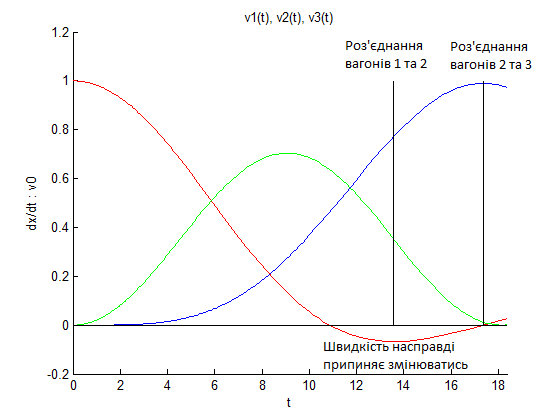 v1(t), v2(t), v3(t)
1.2
Роз'єднання
вагонів 1 та 2
Роз'єднання
вагонів 2 та 3
1
0.8
0.6
0.4
0.2
0
-0.2
dx/dt : v0
Швидкість насправді
припиняє змінюватись
0 2 4 6 8 10 12 14 16 18
t